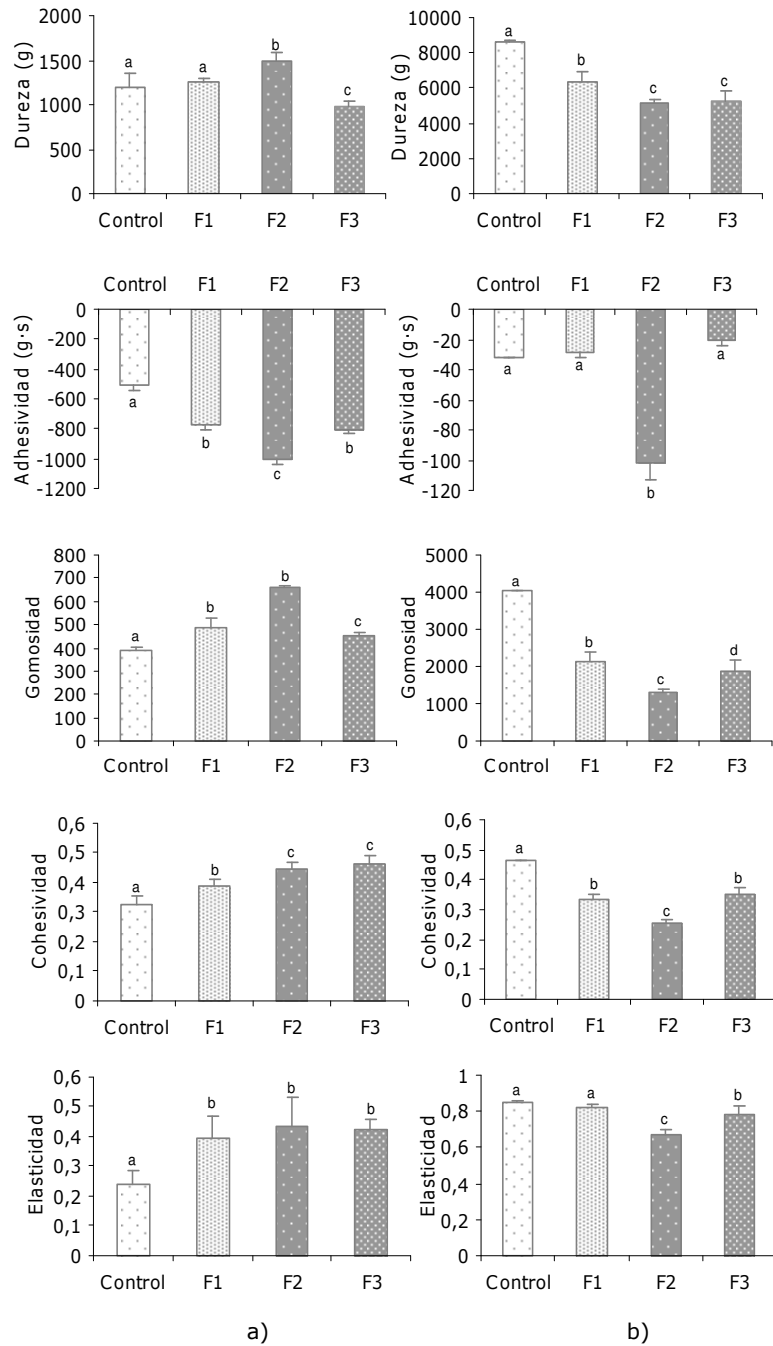 Dureza (g)
2000
1500
1000
500
0
a
a
b
c
Control F1 F2 F3
Dureza (g)
10000
8000
6000
4000
2000
0
a
b
c
c
Control F1 F2 F3
Control F1 F2 F3
Adhesividad (g·s)
0
-200
-400
-600
-800
-1000
-1200
a
b
c
b
Control F1 F2 F3
Adhesividad (g·s)
0
-20
-40
-60
-80
-100
-120
a
a
b
a
Gomosidad
800
700
600
500
400
300
200
100
0
a
b
b
c
Control F1 F2 F3
Gomosidad
5000
4000
3000
2000
1000
0
a
b
c
d
Control F1 F2 F3
Cohesividad
0,6
0,5
0,4
0,3
0,2
0,1
0
a
b
c
c
Control F1 F2 F3
Cohesividad
0,6
0,5
0,4
0,3
0,2
0,1
0
a
b
c
b
Control F1 F2 F3
Elasticidad
0,6
0,5
0,4
0,3
0,2
0,1
0
a
b
b
b
Control F1 F2 F3
Elasticidad
1
0,8
0,6
0,4
0,2
0
a
a
c
b
Control F1 F2 F3
a)
b)